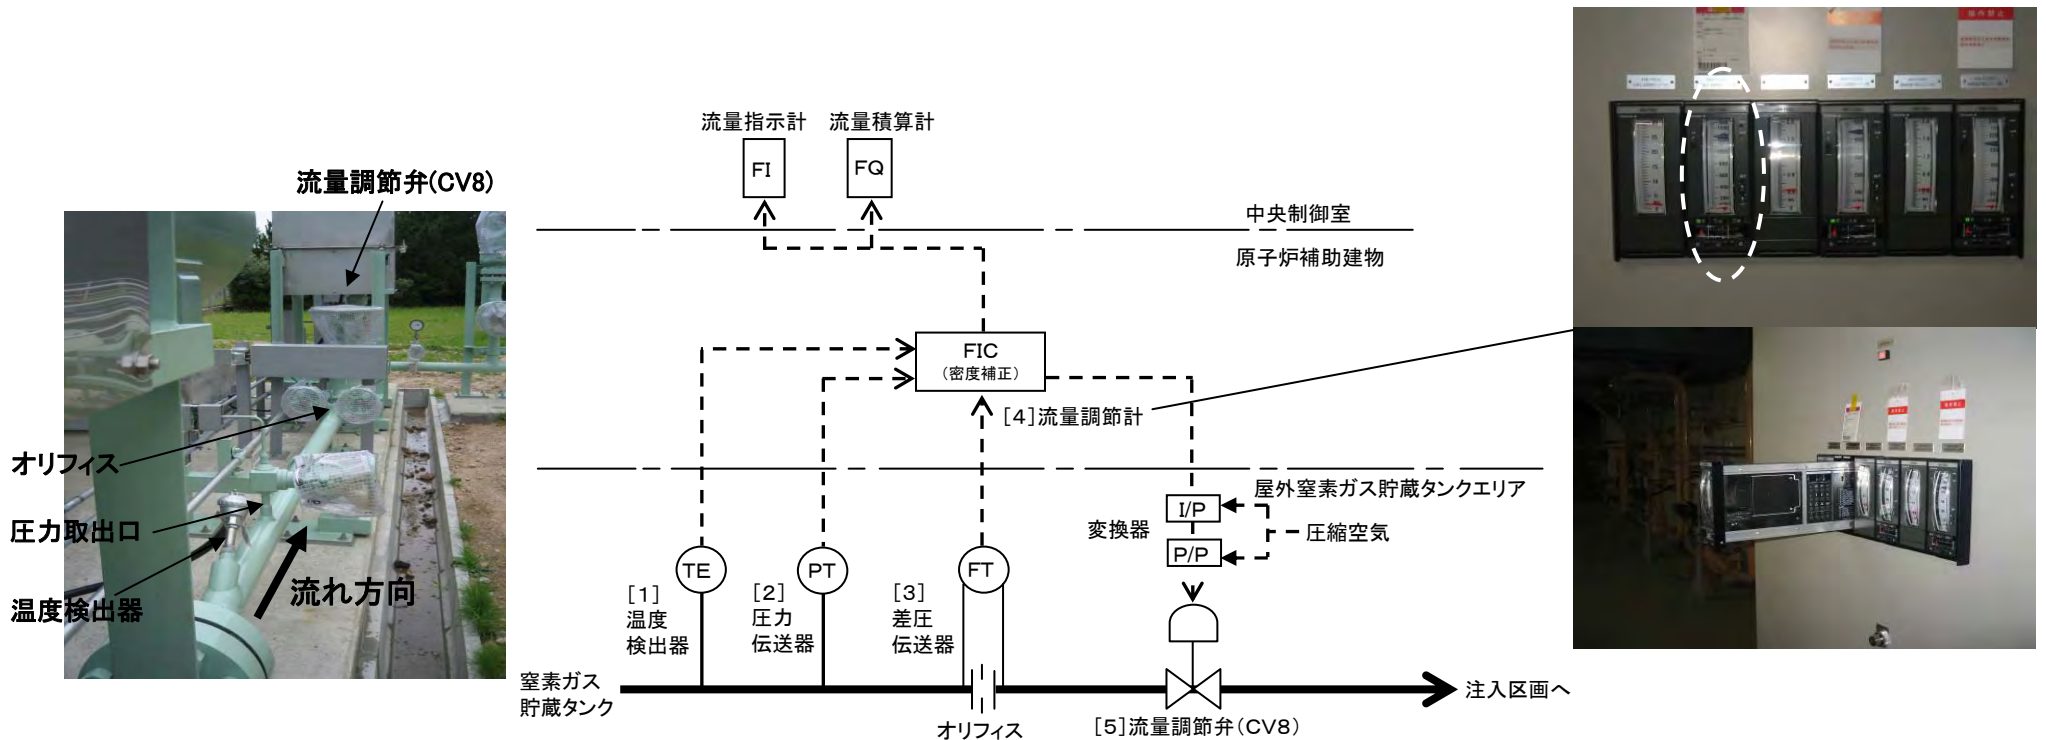 流量調節弁(CV8)
オリフィス
圧力取出口
温度検出器
流れ方向
流量指示計
流量積算計
FI
FQ
中央制御室
原子炉補助建物
FIC
(密度補正)
[4]流量調節計
屋外窒素ガス貯蔵タンクエリア
変換器
I/P
P/P
圧縮空気
TE
PT
FT
[1]
温度
検出器
[2]
圧力
伝送器
[3]
差圧
伝送器
窒素ガス
貯蔵タンク
オリフィス
[5]流量調節弁(CV8)
注入区画へ
操作禁止